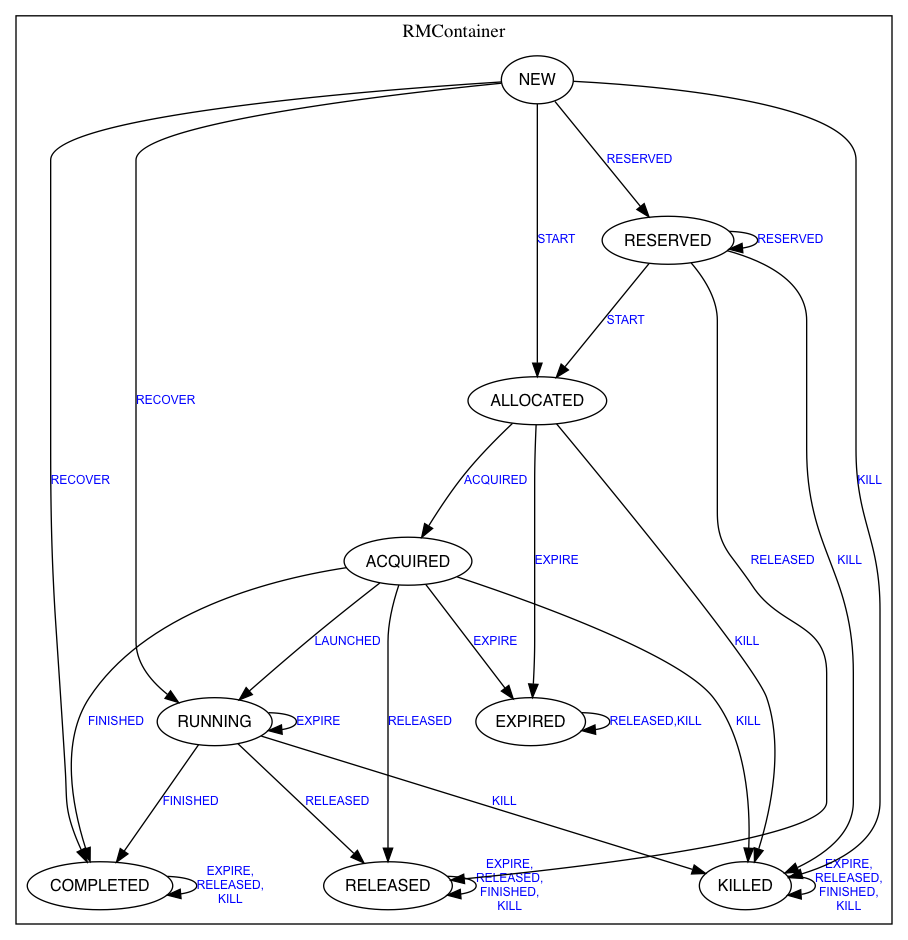 RMContainer
NEW
RESERVED
START
RESERVED
RESERVED
START
RECOVER
ALLOCATED
RECOVER
ACQUIRED
KILL
ACQUIRED
EXPIRE
RELEASED
KILL
LAUNCHED
EXPIRE
KILL
FINISHED
RUNNING
EXPIRE
RELEASED
EXPIRED
RELEASED,KILL
KILL
FINISHED
RELEASED
KILL
COMPLETED
EXPIRE,
RELEASED,
KILL
RELEASED
EXPIRE,
RELEASED,
FINISHED,
KILL
KILLED
EXPIRE,
RELEASED,
FINISHED,
KILL